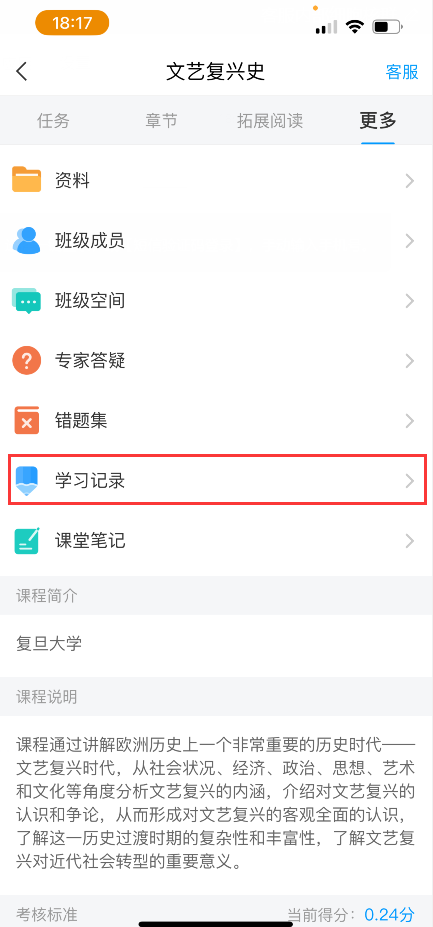 18:17
文艺复兴史
客服
任务
章节
拓展阅读
更多
资料
班级成员
班级空间
专家答疑
错题集
学习记录
课堂笔记
课程简介
复旦大学
课程说明
课程通过讲解欧洲历史上一个非常重要的历史时代——
文艺复兴时代，从社会状况、经济、政治、思想、艺术
和文化等角度分析文艺复兴的内涵，介绍对文艺复兴的
认识和争论，从而形成对文艺复兴的客观全面的认识，
了解这一历史过渡时期的复杂性和丰富性，了解文艺复
兴对近代社会转型的重要意义。
考核标准
当前得分：0.24分